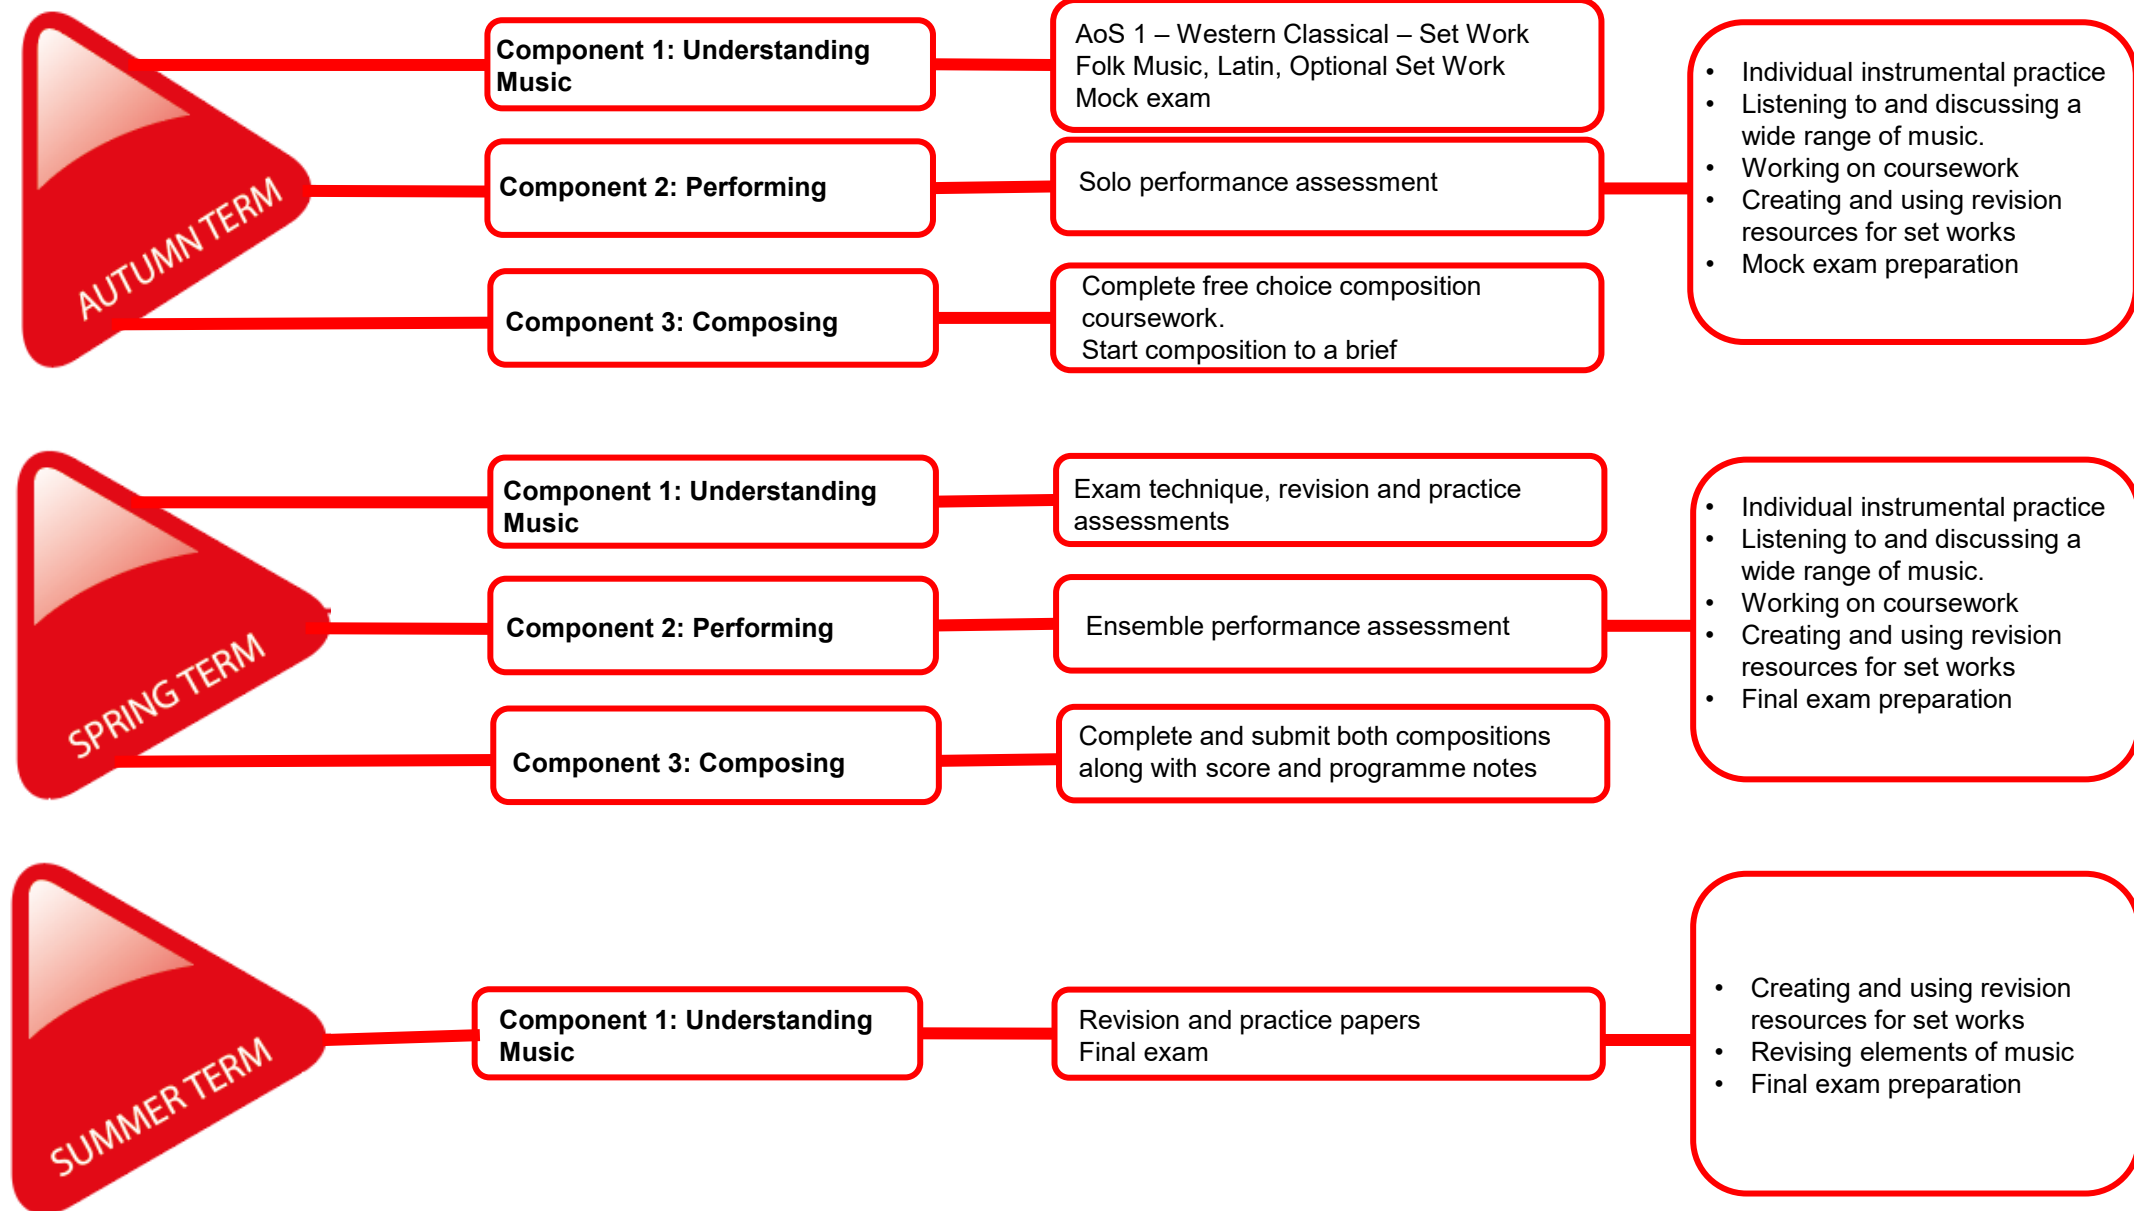 AUTUMN TERM
Component 1: Understanding
Music
AoS 1 – Western Classical – Set Work
Folk Music, Latin, Optional Set Work
Mock exam
Component 2: Performing
Solo performance assessment
Component 3: Composing
Complete free choice composition
coursework.
Start composition to a brief
• Individual instrumental practice
• Listening to and discussing a
wide range of music.
• Working on coursework
• Creating and using revision
resources for set works
• Mock exam preparation
SPRING TERM
Component 1: Understanding
Music
Exam technique, revision and practice
assessments
Component 2: Performing
Ensemble performance assessment
Component 3: Composing
Complete and submit both compositions
along with score and programme notes
• Individual instrumental practice
• Listening to and discussing a
wide range of music.
• Working on coursework
• Creating and using revision
resources for set works
• Final exam preparation
SUMMER TERM
Component 1: Understanding
Music
Revision and practice papers
Final exam
• Creating and using revision
resources for set works
• Revising elements of music
• Final exam preparation